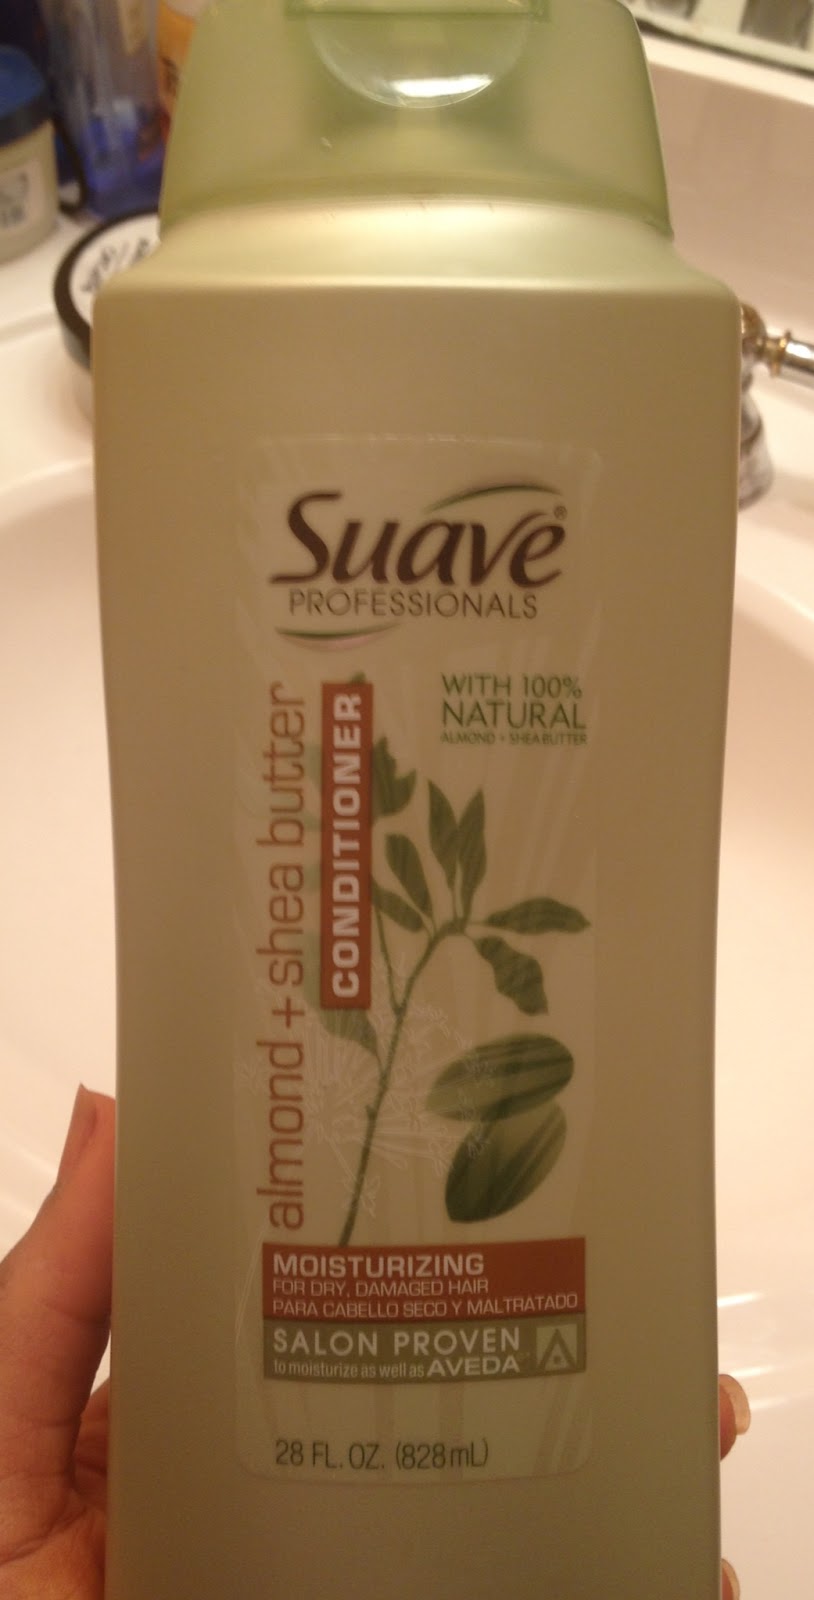 Suave®
PROFESSIONALS
WITH 100%
NATURAL
ALMOND + SHEA BUTTER
almond + shea butter
CONDITIONER
MOISTURIZING
FOR DRY, DAMAGED HAIR
PARA CABELLO SECO Y MALTRATADO
SALON PROVEN
to moisturize as well as AVEDA
28 FL. OZ. (828mL)